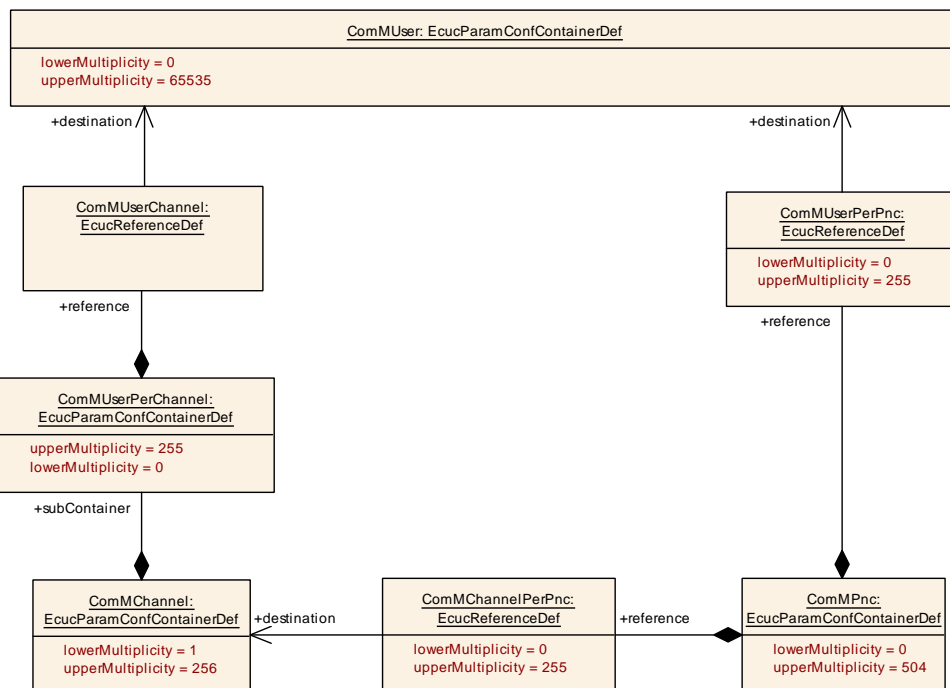 ComMUser: EcucParamConfContainerDef
lowerMultiplicity = 0
upperMultiplicity = 65535
+destination
+destination
ComMUserChannel:
EcucReferenceDef
ComMUserPerPnc:
EcucReferenceDef
lowerMultiplicity = 0
upperMultiplicity = 255
+reference
+reference
ComMUserPerChannel:
EcucParamConfContainerDef
upperMultiplicity = 255
lowerMultiplicity = 0
+subContainer
ComMChannel:
EcucParamConfContainerDef
lowerMultiplicity = 1
upperMultiplicity = 256
+destination
ComMChannelPerPnc:
EcucReferenceDef
lowerMultiplicity = 0
upperMultiplicity = 255
+reference
ComMPnc:
EcucParamConfContainerDef
lowerMultiplicity = 0
upperMultiplicity = 504